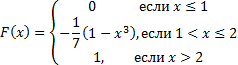 F(x) = { 0 если x ≤ 1
−1/7(1 − x³), если 1 < x ≤ 2
1, если x > 2